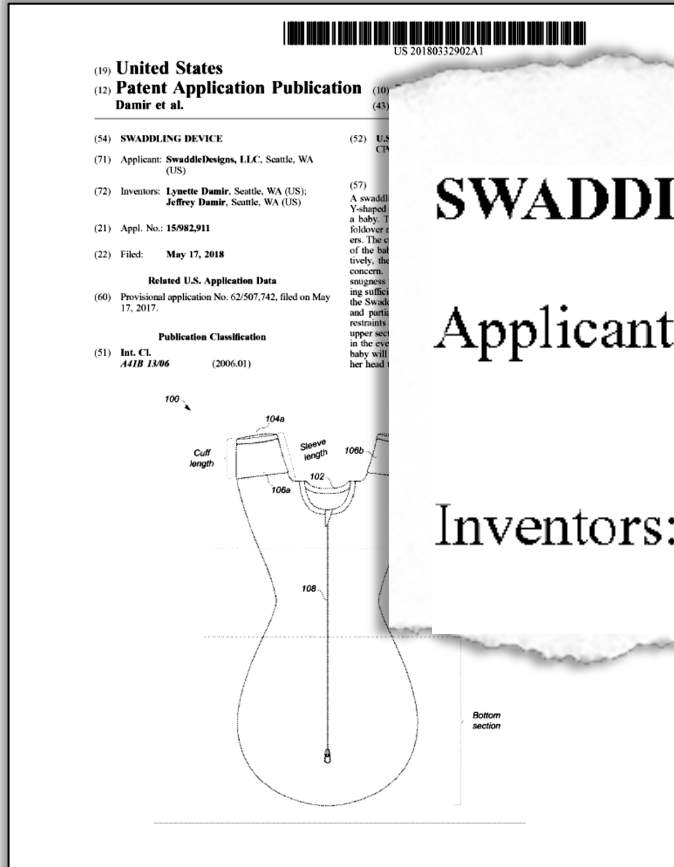 US 20180332902A1
(19) United States
(12) Patent Application Publication (10)
Damir et al. (43)
(54) SWADDLING DEVICE
(71) Applicant: SwaddleDesigns, LLC, Seattle, WA
(US)
(72) Inventors: Lynette Damir, Seattle, WA (US);
Jeffrey Damir, Seattle, WA (US)
(21) Appl. No.: 15/982,911
(22) Filed: May 17, 2018
Related U.S. Application Data
(60) Provisional application No. 62/507,742, filed on May
17, 2017.
Publication Classification
(51) Int. Cl.
A41B 13/06 (2006.01)
(52) U.S
(57)
A swaddl
Y-shaped
a baby. T
foldover
ers. The c
of the bab
tively, the
concern.
snugness
ing suffici
the Swadd
and partia
restraints
upper sect
in the eve
baby will
her head
SWADDL
Applicant
Inventors:
100
104a
Cuff
length
Sleeve
length
106b
102
106a
108
Bottom
section